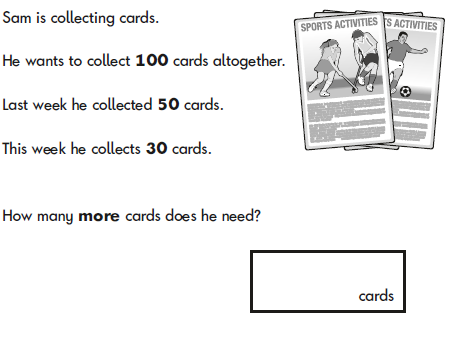 Sam is collecting cards.
He wants to collect 100 cards altogether.
Last week he collected 50 cards.
This week he collects 30 cards.
How many more cards does he need?
cards
SPORTS ACTIVITIES
TS ACTIVITIES